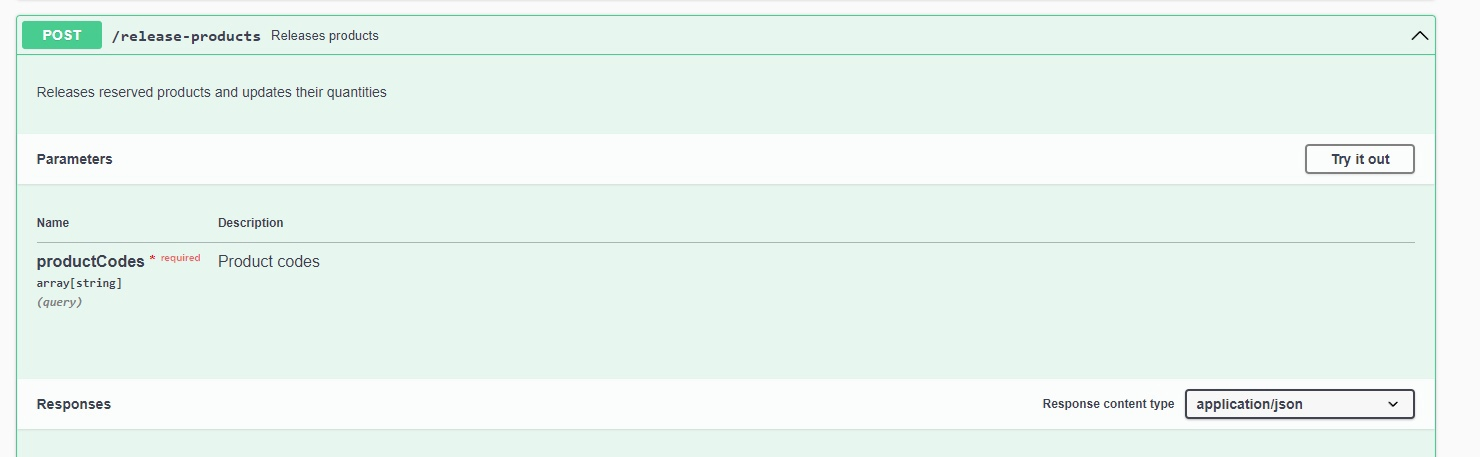 POST /release-products Releases products
Releases reserved products and updates their quantities
Parameters Try it out
Name Description
productCodes * required Product codes
array[string]
(query)
Responses Response content type application/json